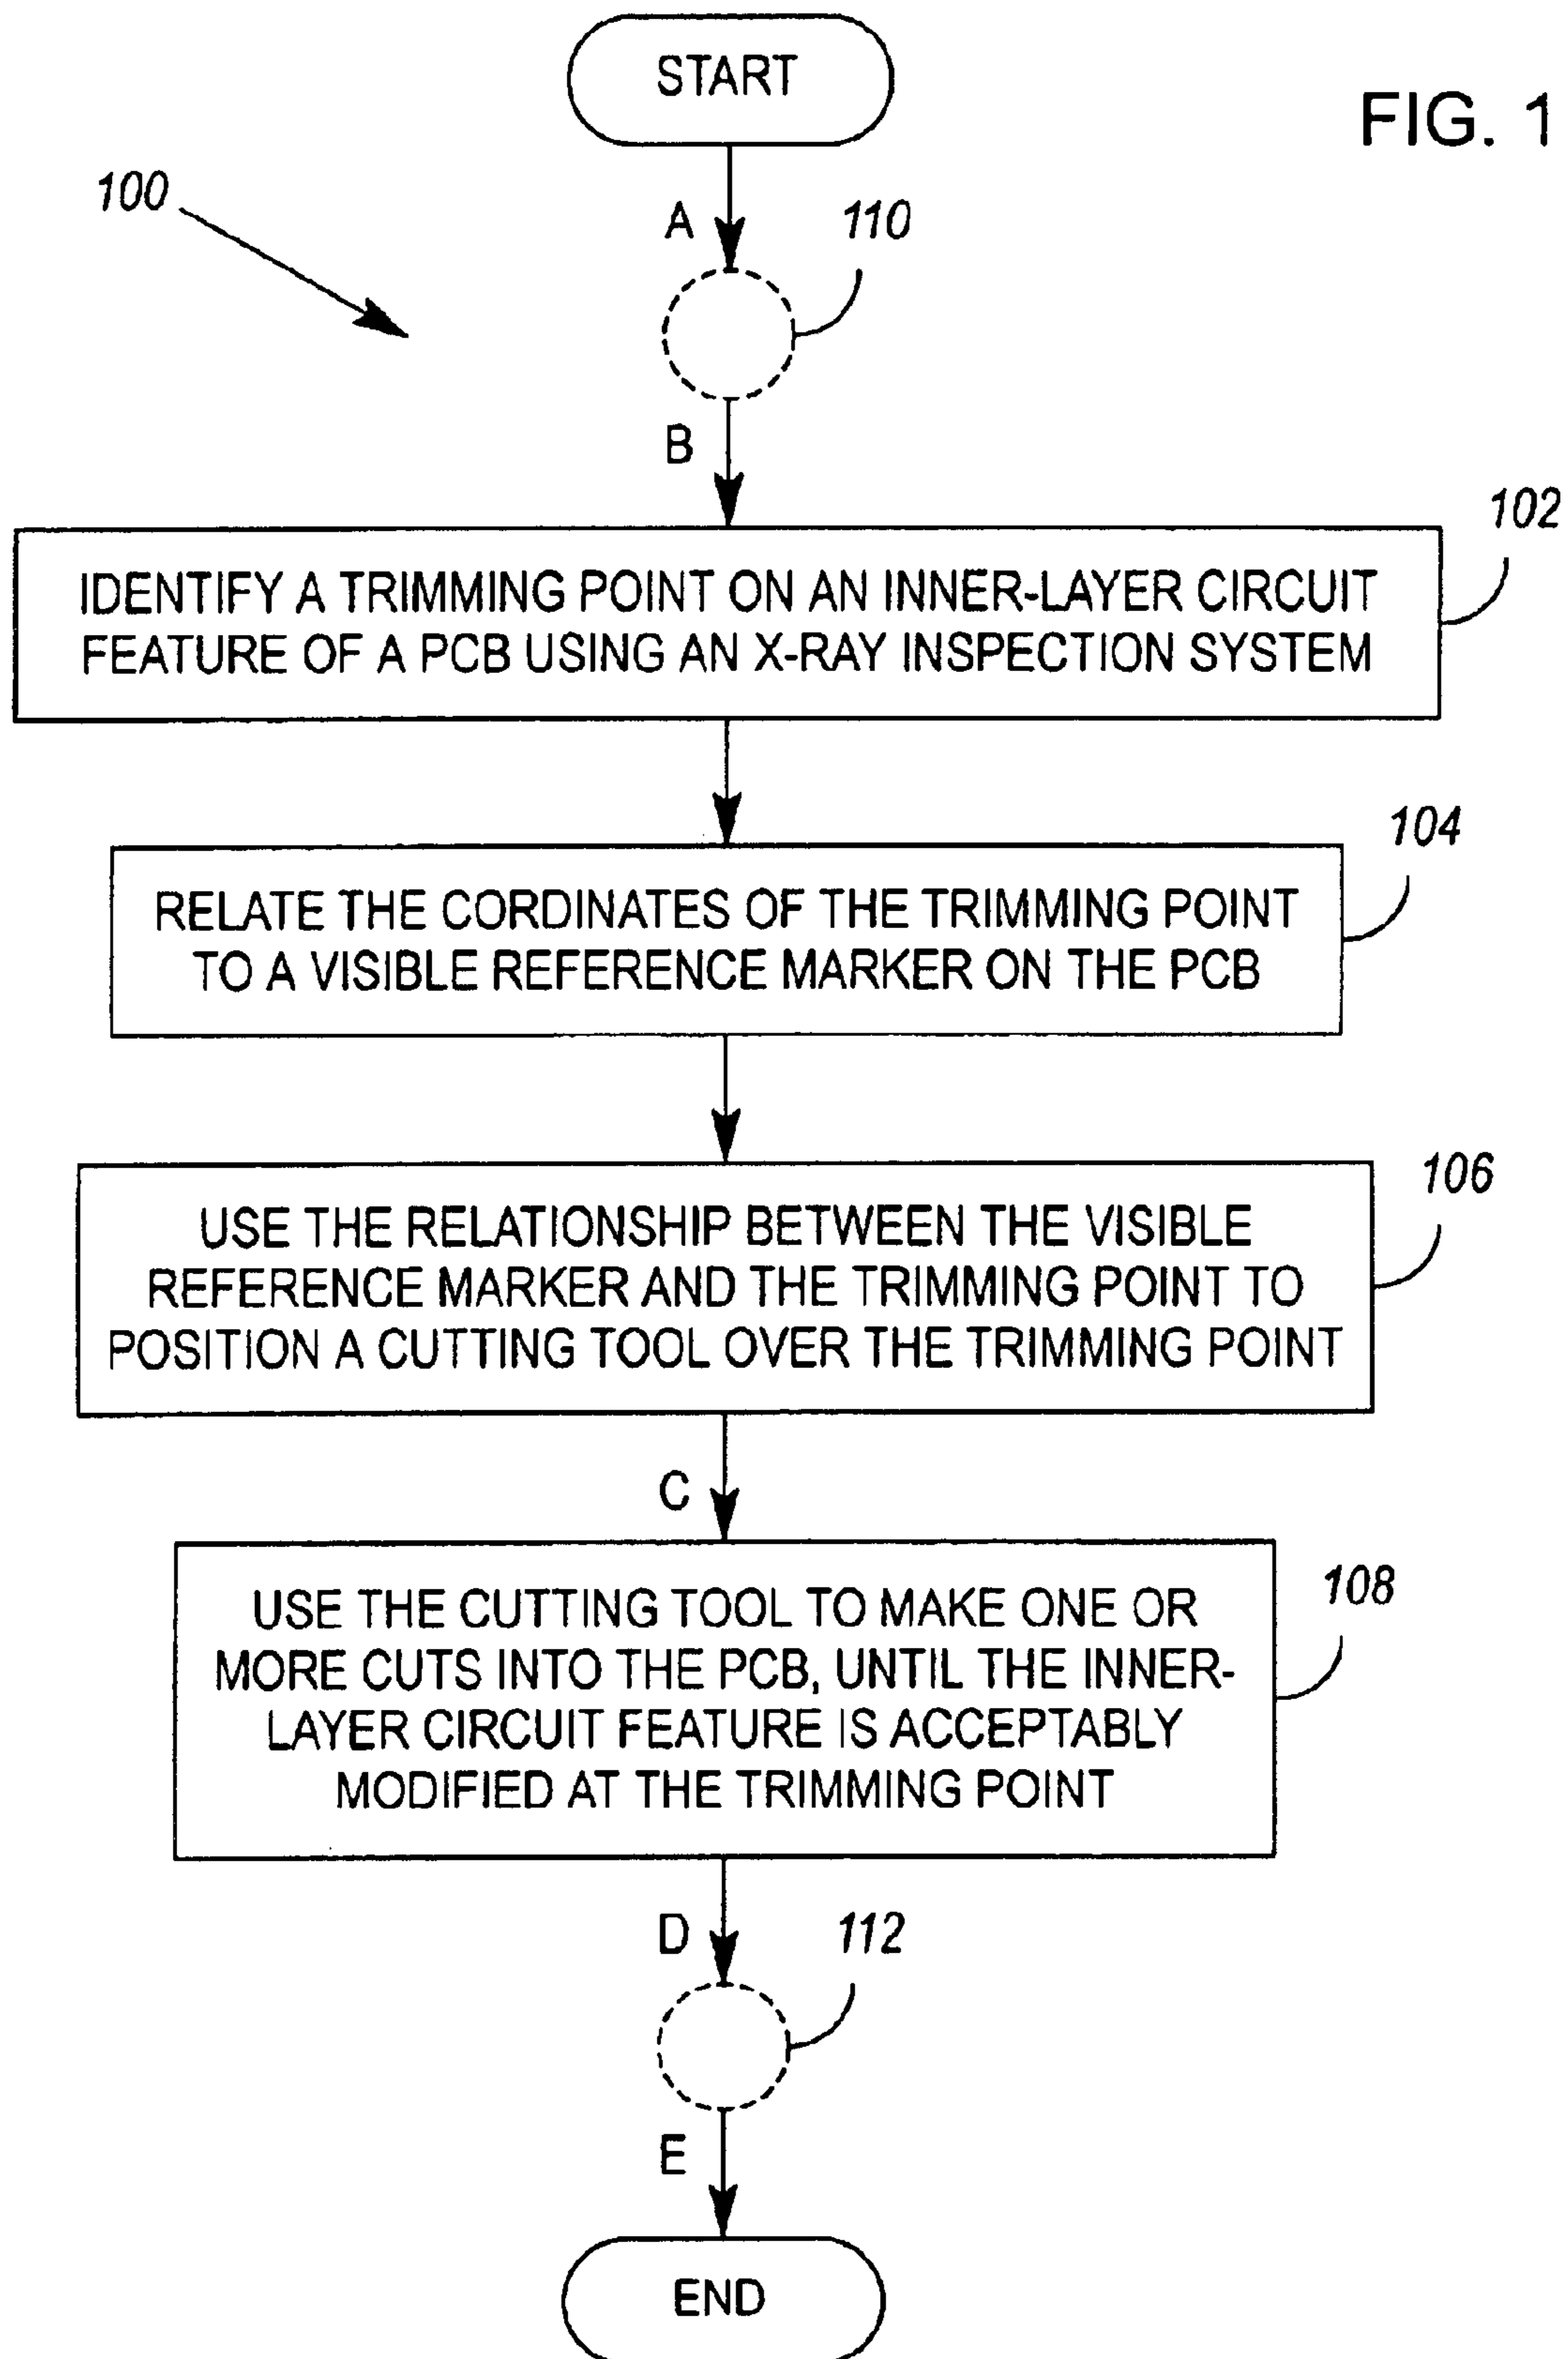 START
FIG. 1
100
A
110
B
102
IDENTIFY A TRIMMING POINT ON AN INNER-LAYER CIRCUIT
FEATURE OF A PCB USING AN X-RAY INSPECTION SYSTEM
104
RELATE THE CORDINATES OF THE TRIMMING POINT
TO A VISIBLE REFERENCE MARKER ON THE PCB
106
USE THE RELATIONSHIP BETWEEN THE VISIBLE
REFERENCE MARKER AND THE TRIMMING POINT TO
POSITION A CUTTING TOOL OVER THE TRIMMING POINT
C
108
USE THE CUTTING TOOL TO MAKE ONE OR
MORE CUTS INTO THE PCB, UNTIL THE INNER-
LAYER CIRCUIT FEATURE IS ACCEPTABLY
MODIFIED AT THE TRIMMING POINT
D
112
E
END